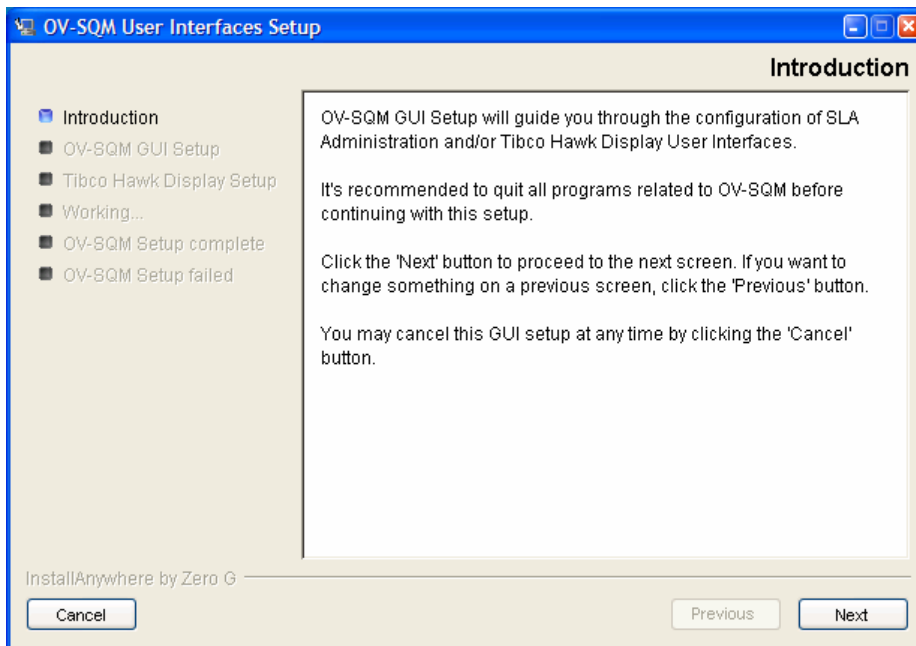 OV-SQM User Interfaces Setup
Introduction
Introduction
OV-SQM GUI Setup
Tibco Hawk Display Setup
Working...
OV-SQM Setup complete
OV-SQM Setup failed
OV-SQM GUI Setup will guide you through the configuration of SLA
Administration and/or Tibco Hawk Display User Interfaces.
It's recommended to quit all programs related to OV-SQM before
continuing with this setup.
Click the 'Next' button to proceed to the next screen. If you want to
change something on a previous screen, click the 'Previous' button.
You may cancel this GUI setup at any time by clicking the 'Cancel'
button.
InstallAnywhere by Zero G
Cancel
Previous
Next